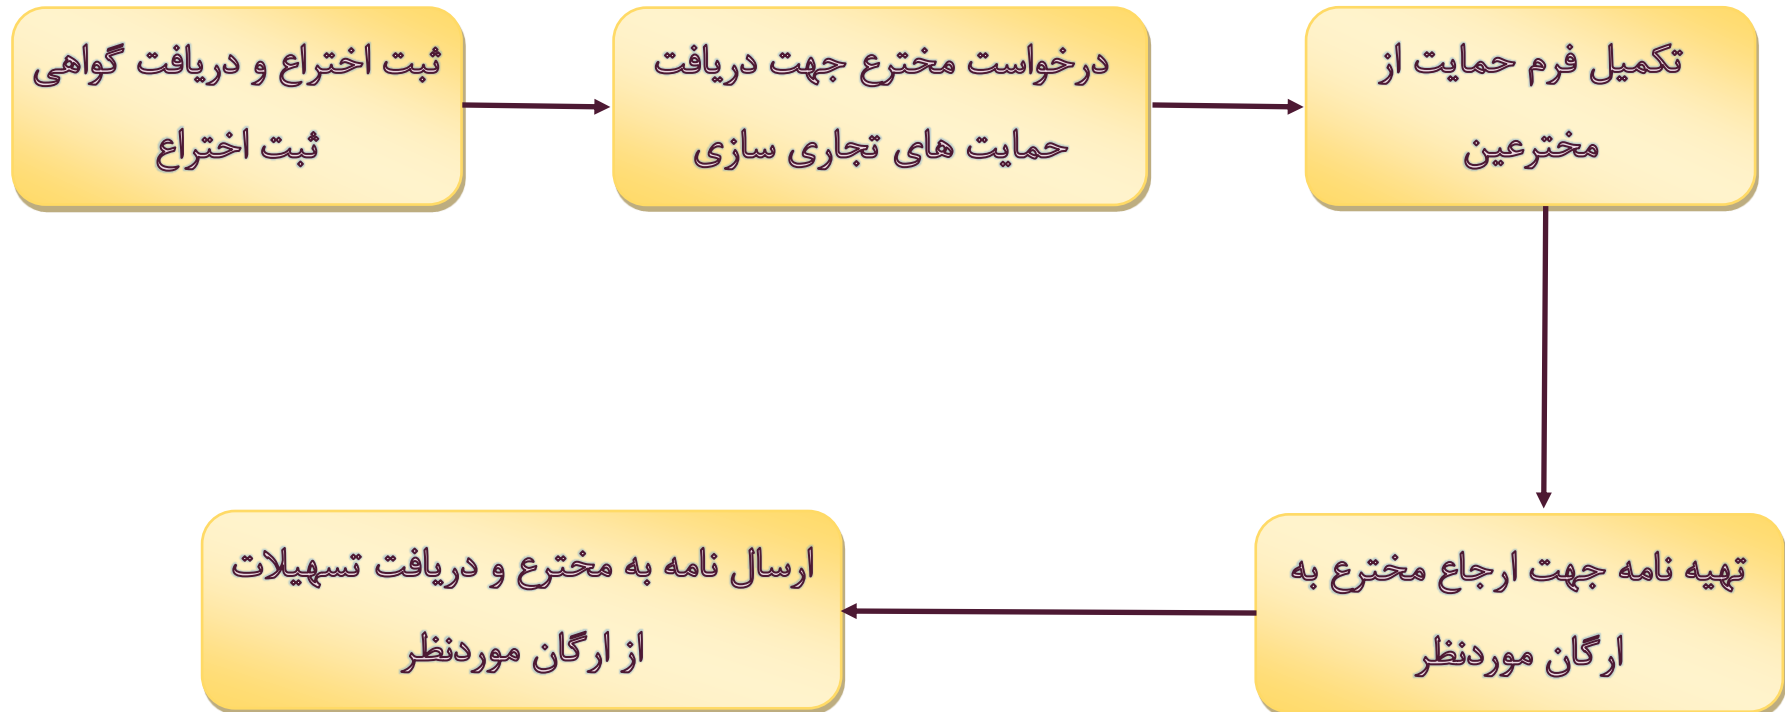 ثبت اختراع و دریافت گواهی
ثبت اختراع
درخواست مخترع جهت دریافت
حمایت های تجاری سازی
تکمیل فرم حمایت از
مخترعین
تهیه نامه جهت ارجاع مخترع به
ارگان موردنظر
ارسال نامه به مخترع و دریافت تسهیلات
از ارگان موردنظر